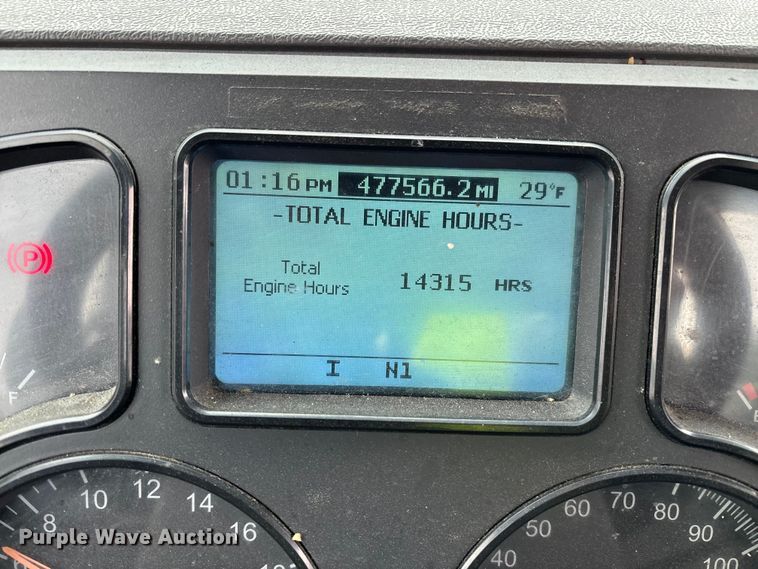 01:16 PM 477566.2 MI 29°F
-TOTAL ENGINE HOURS-
Total
Engine Hours 14315 HRS
I N1
P
F
E
6 8 10 12 14 16
40 50 60 70 80 90 100
Purple Wave Auction